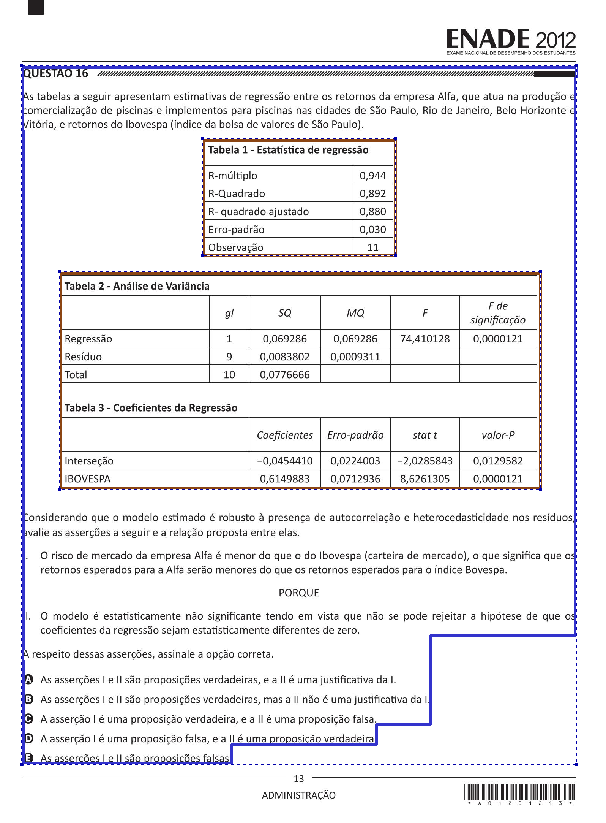 ENADE 2012
EXAME NACIONAL DE DESEMPENHO DOS ESTUDANTES
QUESTÃO 16
As tabelas a seguir apresentam estimativas de regressão entre os retornos da empresa Alfa, que atua na produção e
comercialização de piscinas e implementos para piscinas nas cidades de São Paulo, Rio de Janeiro, Belo Horizonte e
Vitória, e retornos do Ibovespa (índice da bolsa de valores de São Paulo).
Tabela 1 - Estatística de regressão
R-múltiplo 0,944
R-Quadrado 0,892
R- quadrado ajustado 0,880
Erro-padrão 0,030
Observação 11
Tabela 2 - Análise de Variância
gl SQ MQ F F de significação
Regressão 1 0,069286 0,069286 74,410128 0,0000121
Resíduo 9 0,0083802 0,0009311
Total 10 0,0776666
Tabela 3 - Coeficientes da Regressão
Coeficientes Erro-padrão stat t valor-P
Interseção −0,0454410 0,0224003 −2,0285843 0,0129582
IBOVESPA 0,6149883 0,0712936 8,6261305 0,0000121
Considerando que o modelo estimado é robusto à presença de autocorrelação e heterocedasticidade nos resíduos,
avalie as asserções a seguir e a relação proposta entre elas.
I. O risco de mercado da empresa Alfa é menor do que o do Ibovespa (carteira de mercado), o que significa que os
retornos esperados para a Alfa serão menores do que os retornos esperados para o índice Bovespa.
PORQUE
II. O modelo é estatisticamente não significante tendo em vista que não se pode rejeitar a hipótese de que os
coeficientes da regressão sejam estatisticamente diferentes de zero.
A respeito dessas asserções, assinale a opção correta.
A As asserções I e II são proposições verdadeiras, e a II é uma justificativa da I.
B As asserções I e II são proposições verdadeiras, mas a II não é uma justificativa da I.
C A asserção I é uma proposição verdadeira, e a II é uma proposição falsa.
D A asserção I é uma proposição falsa, e a II é uma proposição verdadeira.
E As asserções I e II são proposições falsas.
13
ADMINISTRAÇÃO